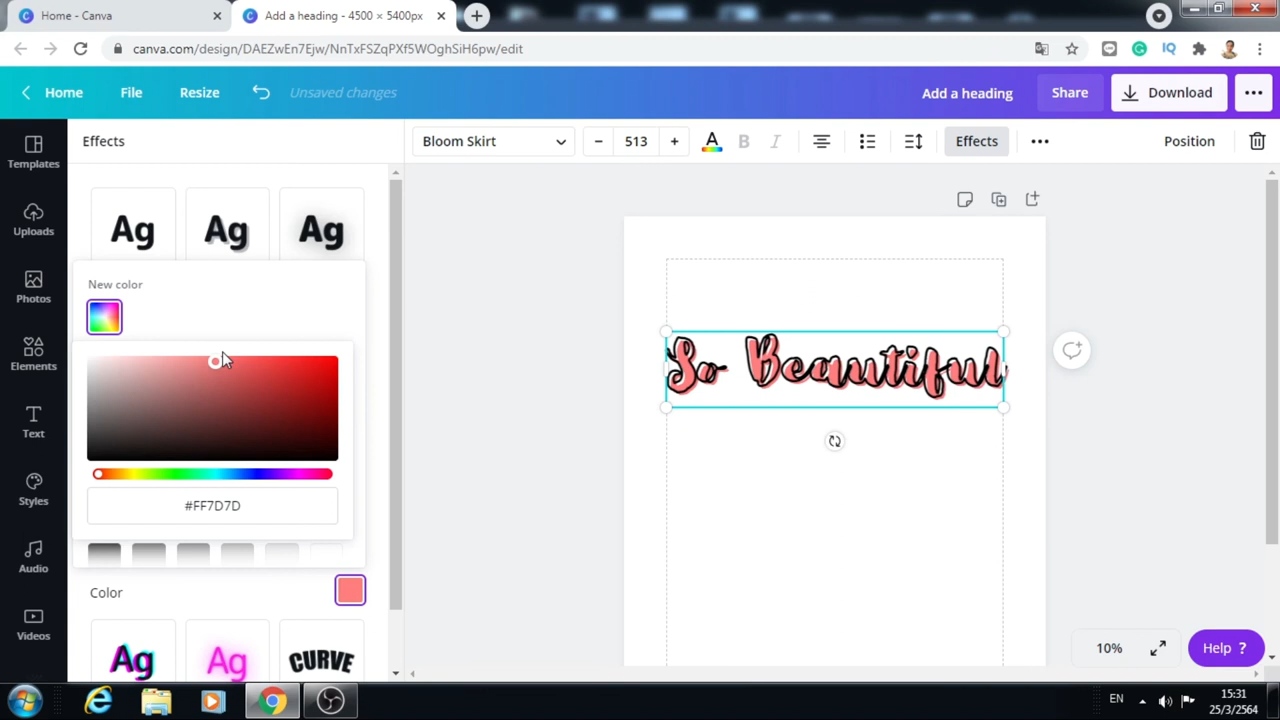 Home - Canva
Add a heading - 4500 × 5400px
canva.com/design/DAEZwEn7Ejw/NnTxFSZqPXf5WOghSiH6pw/edit
Home File Resize Unsaved changes Add a heading Share Download
Effects Bloom Skirt 513 A B I Effects Position
Templates
Uploads
Photos
Elements
Text
Styles
Audio
Videos
Ag Ag Ag
New color
#FF7D7D
Color
Ag Ag CURVE
So Beautiful
10% Help ?
EN 15:31
25/3/2564